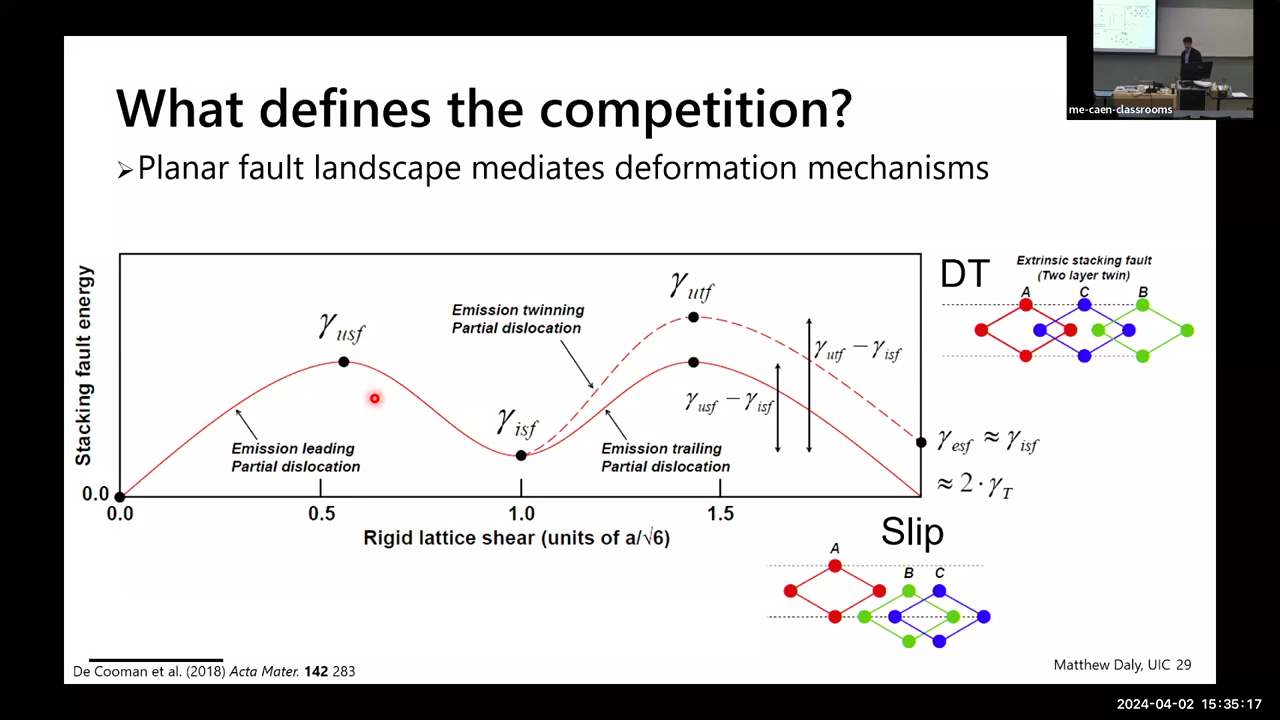 me-caen-classrooms
What defines the competition?
➢Planar fault landscape mediates deformation mechanisms
Stacking fault energy
γusf
Emission leading
Partial dislocation
Emission twinning
Partial dislocation
γisf
γutf
Emission trailing
Partial dislocation
γusf − γisf
γutf − γisf
γesf ≈ γisf
≈ 2 · γT
0.0
0.0
0.5
1.0
1.5
Rigid lattice shear (units of a/√6)
DT
Extrinsic stacking fault
(Two layer twin)
A C B
Slip
A
B C
De Cooman et al. (2018) Acta Mater. 142 283
Matthew Daly, UIC 29
2024-04-02 15:35:17